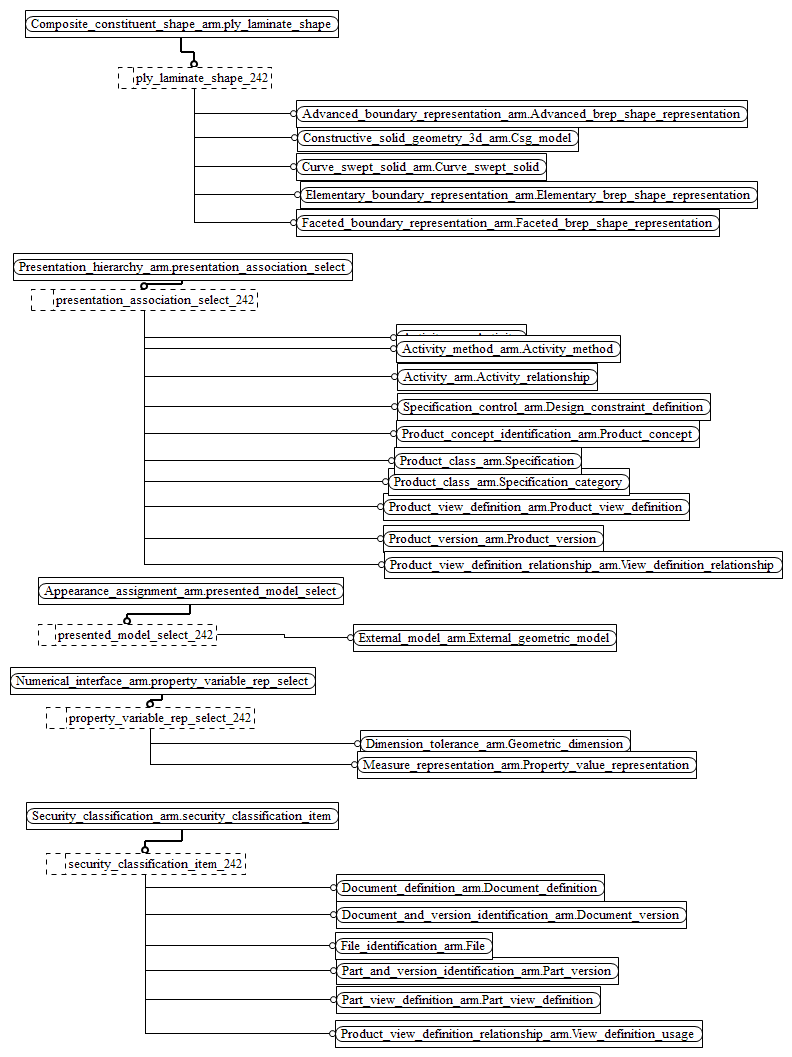 Composite_constituent_shape_arm.ply_laminate_shape
ply_laminate_shape_242
Advanced_boundary_representation_arm.Advanced_brep_shape_representation
Constructive_solid_geometry_3d_arm.Csg_model
Curve_swept_solid_arm.Curve_swept_solid
Elementary_boundary_representation_arm.Elementary_brep_shape_representation
Faceted_boundary_representation_arm.Faceted_brep_shape_representation
Presentation_hierarchy_arm.presentation_association_select
presentation_association_select_242
Activity_method_arm.Activity_method
Activity_arm.Activity_relationship
Specification_control_arm.Design_constraint_definition
Product_concept_identification_arm.Product_concept
Product_class_arm.Specification
Product_class_arm.Specification_category
Product_view_definition_arm.Product_view_definition
Product_version_arm.Product_version
Product_view_definition_relationship_arm.View_definition_relationship
Appearance_assignment_arm.presented_model_select
presented_model_select_242
External_model_arm.External_geometric_model
Numerical_interface_arm.property_variable_rep_select
property_variable_rep_select_242
Dimension_tolerance_arm.Geometric_dimension
Measure_representation_arm.Property_value_representation
Security_classification_arm.security_classification_item
security_classification_item_242
Document_definition_arm.Document_definition
Document_and_version_identification_arm.Document_version
File_identification_arm.File
Part_and_version_identification_arm.Part_version
Part_view_definition_arm.Part_view_definition
Product_view_definition_relationship_arm.View_definition_usage